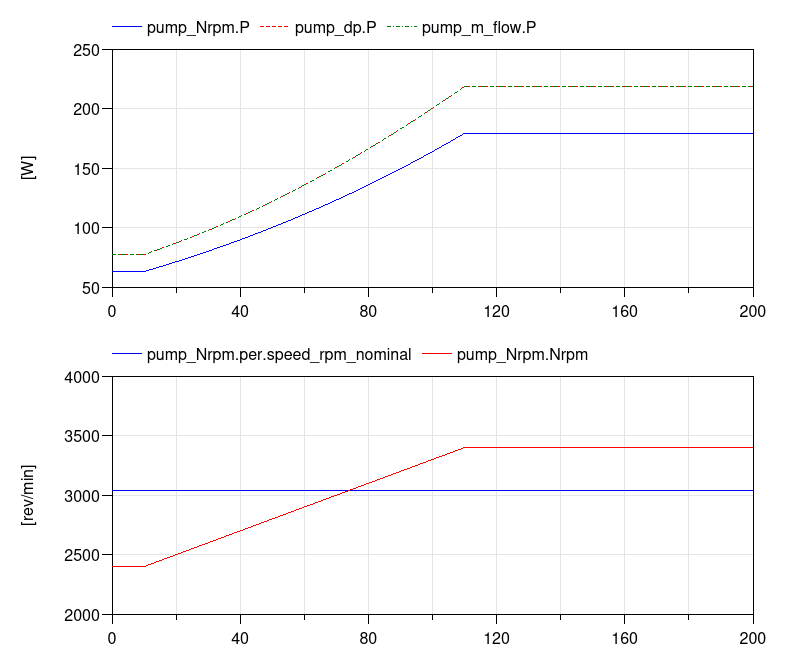 pump_Nrpm.P pump_dp.P pump_m_flow.P
250
200
150
100
50
[W]
0 40 80 120 160 200
pump_Nrpm.per.speed_rpm_nominal pump_Nrpm.Nrpm
4000
3500
3000
2500
2000
[rev/min]
0 40 80 120 160 200